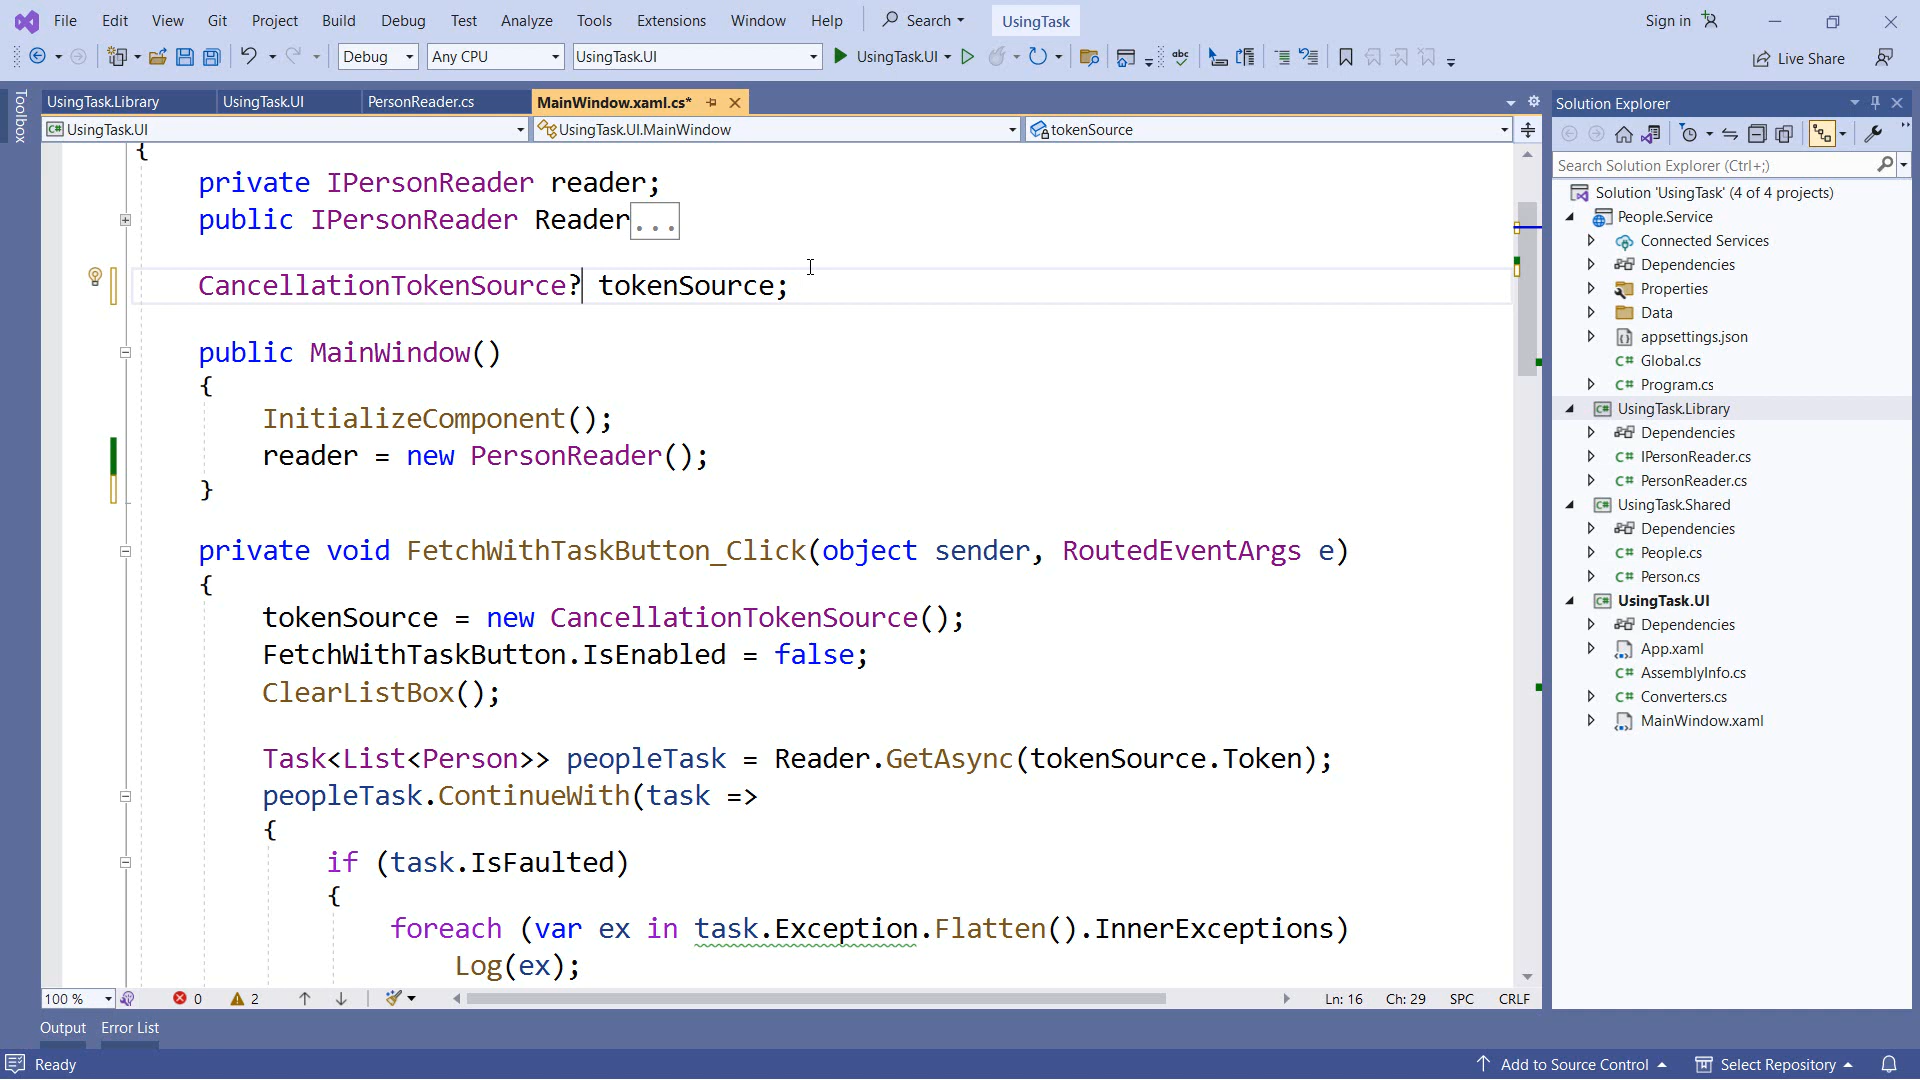 File Edit View Git Project Build Debug Test Analyze Tools Extensions Window Help Search UsingTask Sign in
Debug Any CPU UsingTask.UI UsingTask.UI abc Live Share
Toolbox
UsingTask.Library UsingTask.UI PersonReader.cs MainWindow.xaml.cs*
C# UsingTask.UI UsingTask.UI.MainWindow tokenSource
{
private IPersonReader reader;
public IPersonReader Reader...
CancellationTokenSource? tokenSource;
public MainWindow()
{
InitializeComponent();
reader = new PersonReader();
}
private void FetchWithTaskButton_Click(object sender, RoutedEventArgs e)
{
tokenSource = new CancellationTokenSource();
FetchWithTaskButton.IsEnabled = false;
ClearListBox();
Task<List<Person>> peopleTask = Reader.GetAsync(tokenSource.Token);
peopleTask.ContinueWith(task =>
{
if (task.IsFaulted)
{
foreach (var ex in task.Exception.Flatten().InnerExceptions)
Log(ex);
100 % 0 2 Ln: 16 Ch: 29 SPC CRLF
Solution Explorer
Search Solution Explorer (Ctrl+;)
Solution 'UsingTask' (4 of 4 projects)
People.Service
Connected Services
Dependencies
Properties
Data
appsettings.json
C# Global.cs
C# Program.cs
C# UsingTask.Library
Dependencies
C# IPersonReader.cs
C# PersonReader.cs
C# UsingTask.Shared
Dependencies
C# People.cs
C# Person.cs
C# UsingTask.UI
Dependencies
App.xaml
C# AssemblyInfo.cs
C# Converters.cs
MainWindow.xaml
Output Error List
Ready Add to Source Control Select Repository